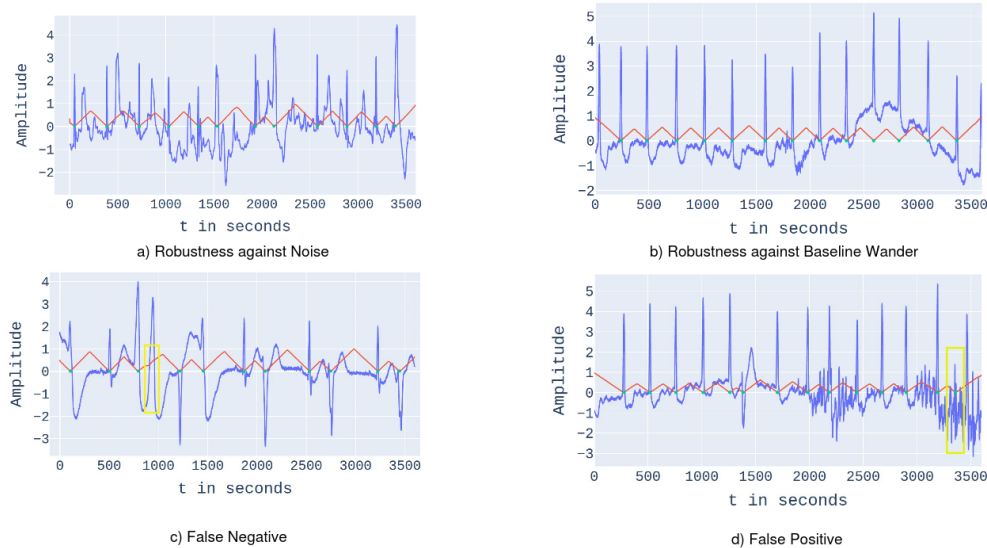 Amplitude
4
3
2
1
0
−1
−2
0 500 1000 1500 2000 2500 3000 3500
t in seconds
a) Robustness against Noise
Amplitude
5
4
3
2
1
0
−1
−2
0 500 1000 1500 2000 2500 3000 3500
t in seconds
b) Robustness against Baseline Wander
Amplitude
4
3
2
1
0
−1
−2
−3
0 500 1000 1500 2000 2500 3000 3500
t in seconds
c) False Negative
Amplitude
5
4
3
2
1
0
−1
−2
−3
0 500 1000 1500 2000 2500 3000 3500
t in seconds
d) False Positive